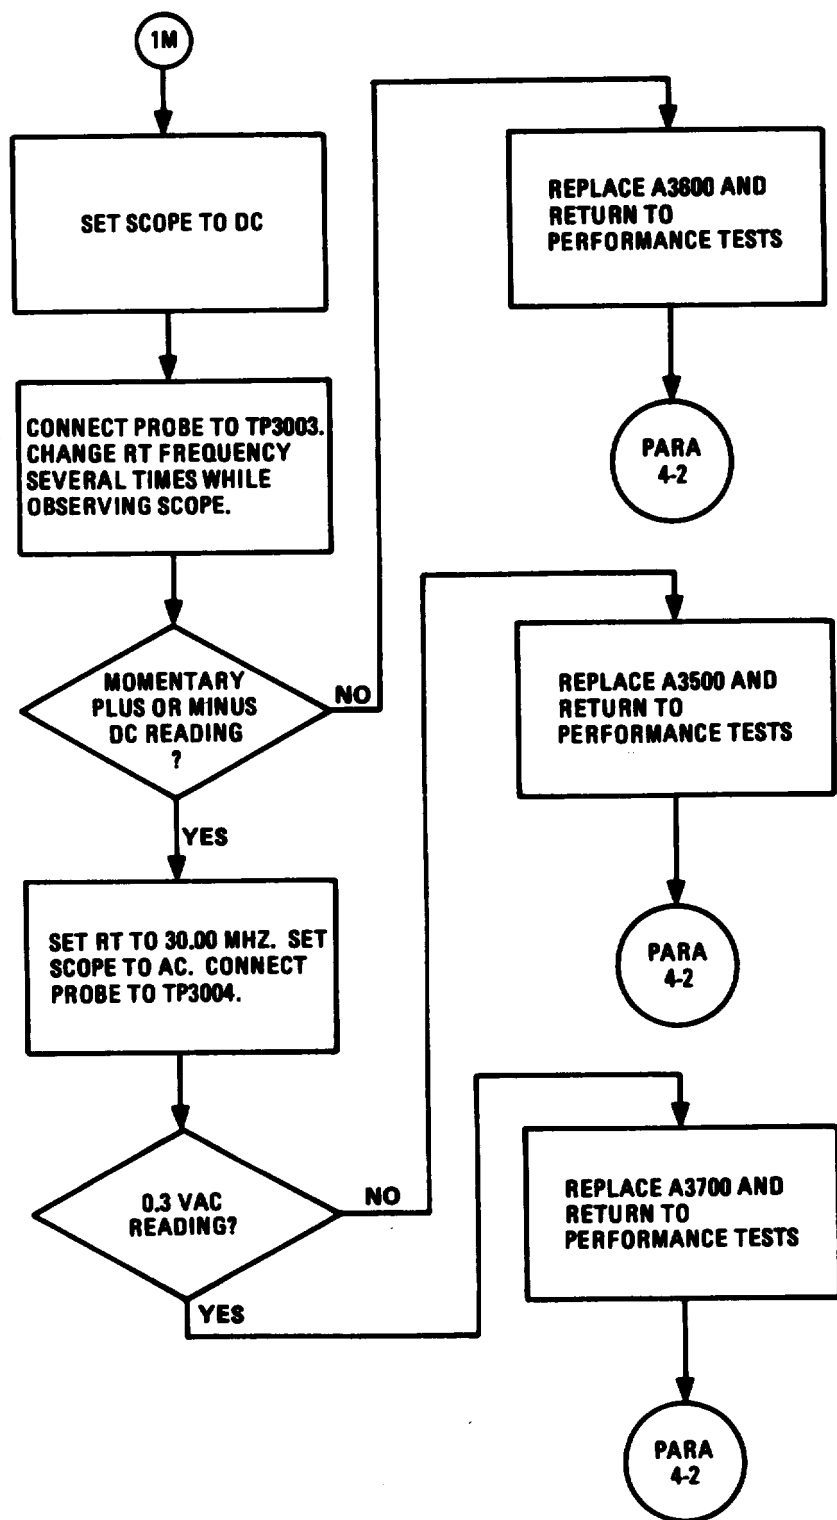 1M
SET SCOPE TO DC
CONNECT PROBE TO TP3003.
CHANGE RT FREQUENCY
SEVERAL TIMES WHILE
OBSERVING SCOPE.
MOMENTARY
PLUS OR MINUS
DC READING
?
NO
YES
SET RT TO 30.00 MHZ. SET
SCOPE TO AC. CONNECT
PROBE TO TP3004.
0.3 VAC
READING?
NO
YES
REPLACE A3600 AND
RETURN TO
PERFORMANCE TESTS
PARA
4-2
REPLACE A3500 AND
RETURN TO
PERFORMANCE TESTS
PARA
4-2
REPLACE A3700 AND
RETURN TO
PERFORMANCE TESTS
PARA
4-2